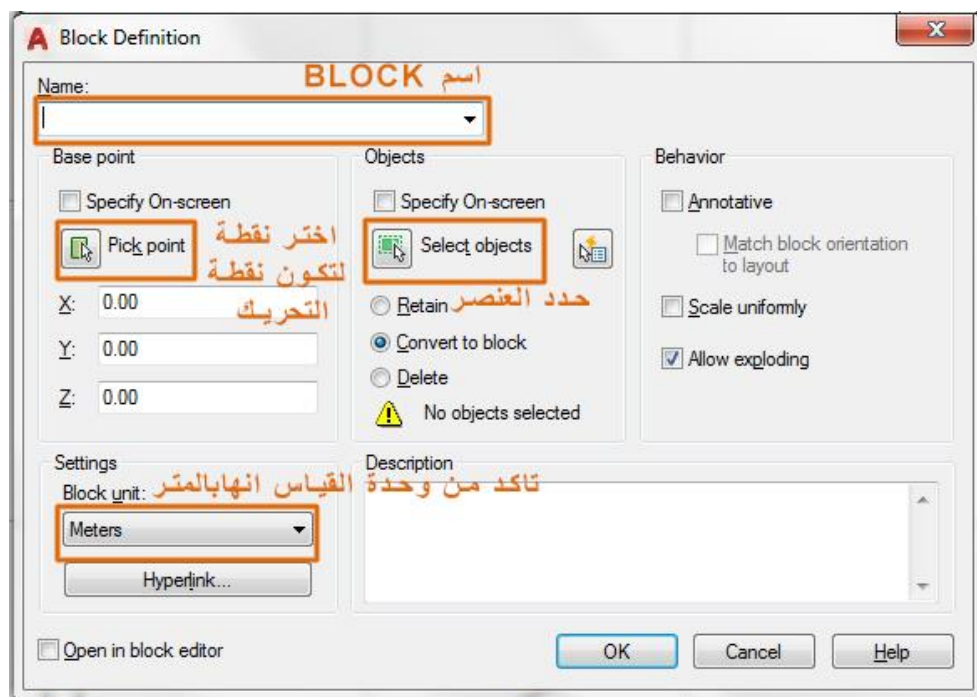 Block Definition
اسم BLOCK
Name:
Base point
Specify On-screen
Pick point
اختر نقطة
لتكون نقطة
التحريك
X: 0.00
Y: 0.00
Z: 0.00
Objects
Specify On-screen
Select objects
حدد العنصر
Retain
Convert to block
Delete
No objects selected
Behavior
Annotative
Match block orientation
to layout
Scale uniformly
Allow exploding
Settings
Block unit:
تاكد من وحدة القياس انهابالمتر
Meters
Hyperlink...
Description
Open in block editor
OK
Cancel
Help